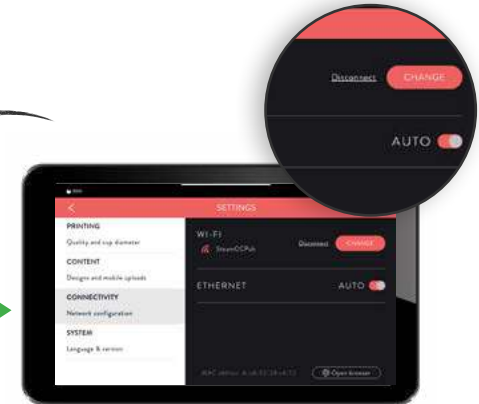 Disconnect CHANGE
AUTO
SETTINGS
PRINTING
Quality and cup diameter
CONTENT
Designs and mobile uploads
CONNECTIVITY
Network configuration
SYSTEM
Language & version
WI-FI
Disconnect CHANGE
ETHERNET AUTO
Open browser